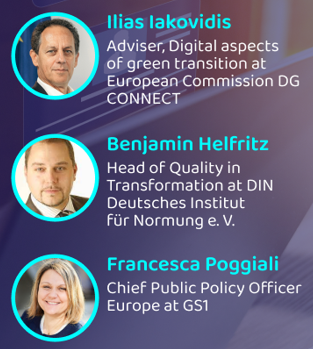 Ilias Iakovidis
Adviser, Digital aspects
of green transition at
European Commission DG
CONNECT
Benjamin Helfritz
Head of Quality in
Transformation at DIN
Deutsches Institut
für Normung e. V.
Francesca Poggiali
Chief Public Policy Officer
Europe at GS1